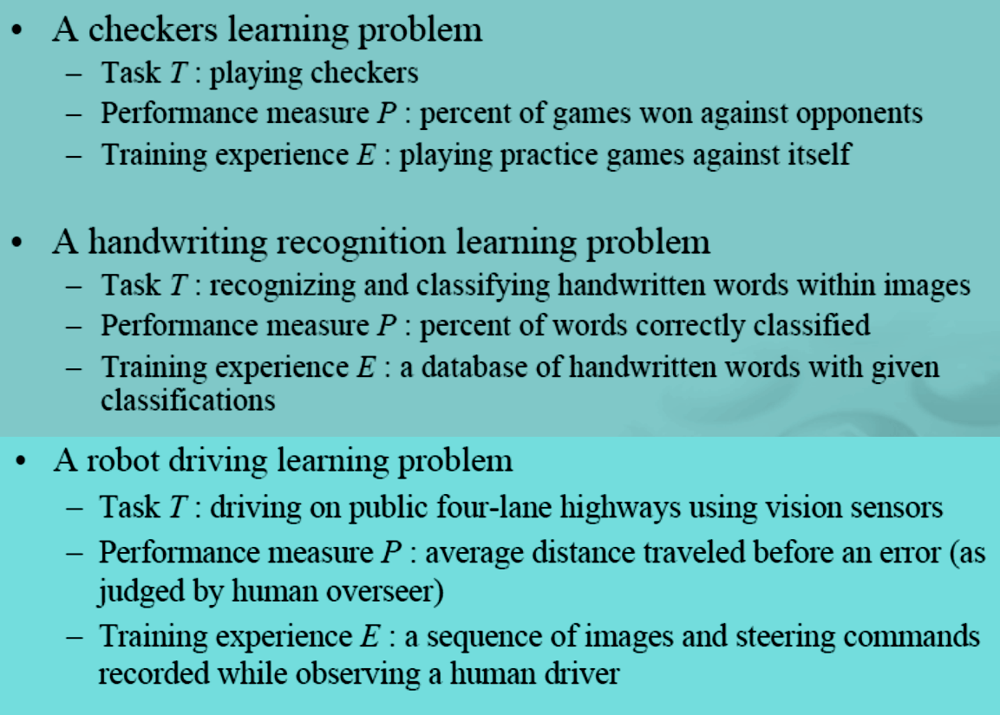 • A checkers learning problem
– Task T : playing checkers
– Performance measure P : percent of games won against opponents
– Training experience E : playing practice games against itself
• A handwriting recognition learning problem
– Task T : recognizing and classifying handwritten words within images
– Performance measure P : percent of words correctly classified
– Training experience E : a database of handwritten words with given
classifications
• A robot driving learning problem
– Task T : driving on public four-lane highways using vision sensors
– Performance measure P : average distance traveled before an error (as
judged by human overseer)
– Training experience E : a sequence of images and steering commands
recorded while observing a human driver